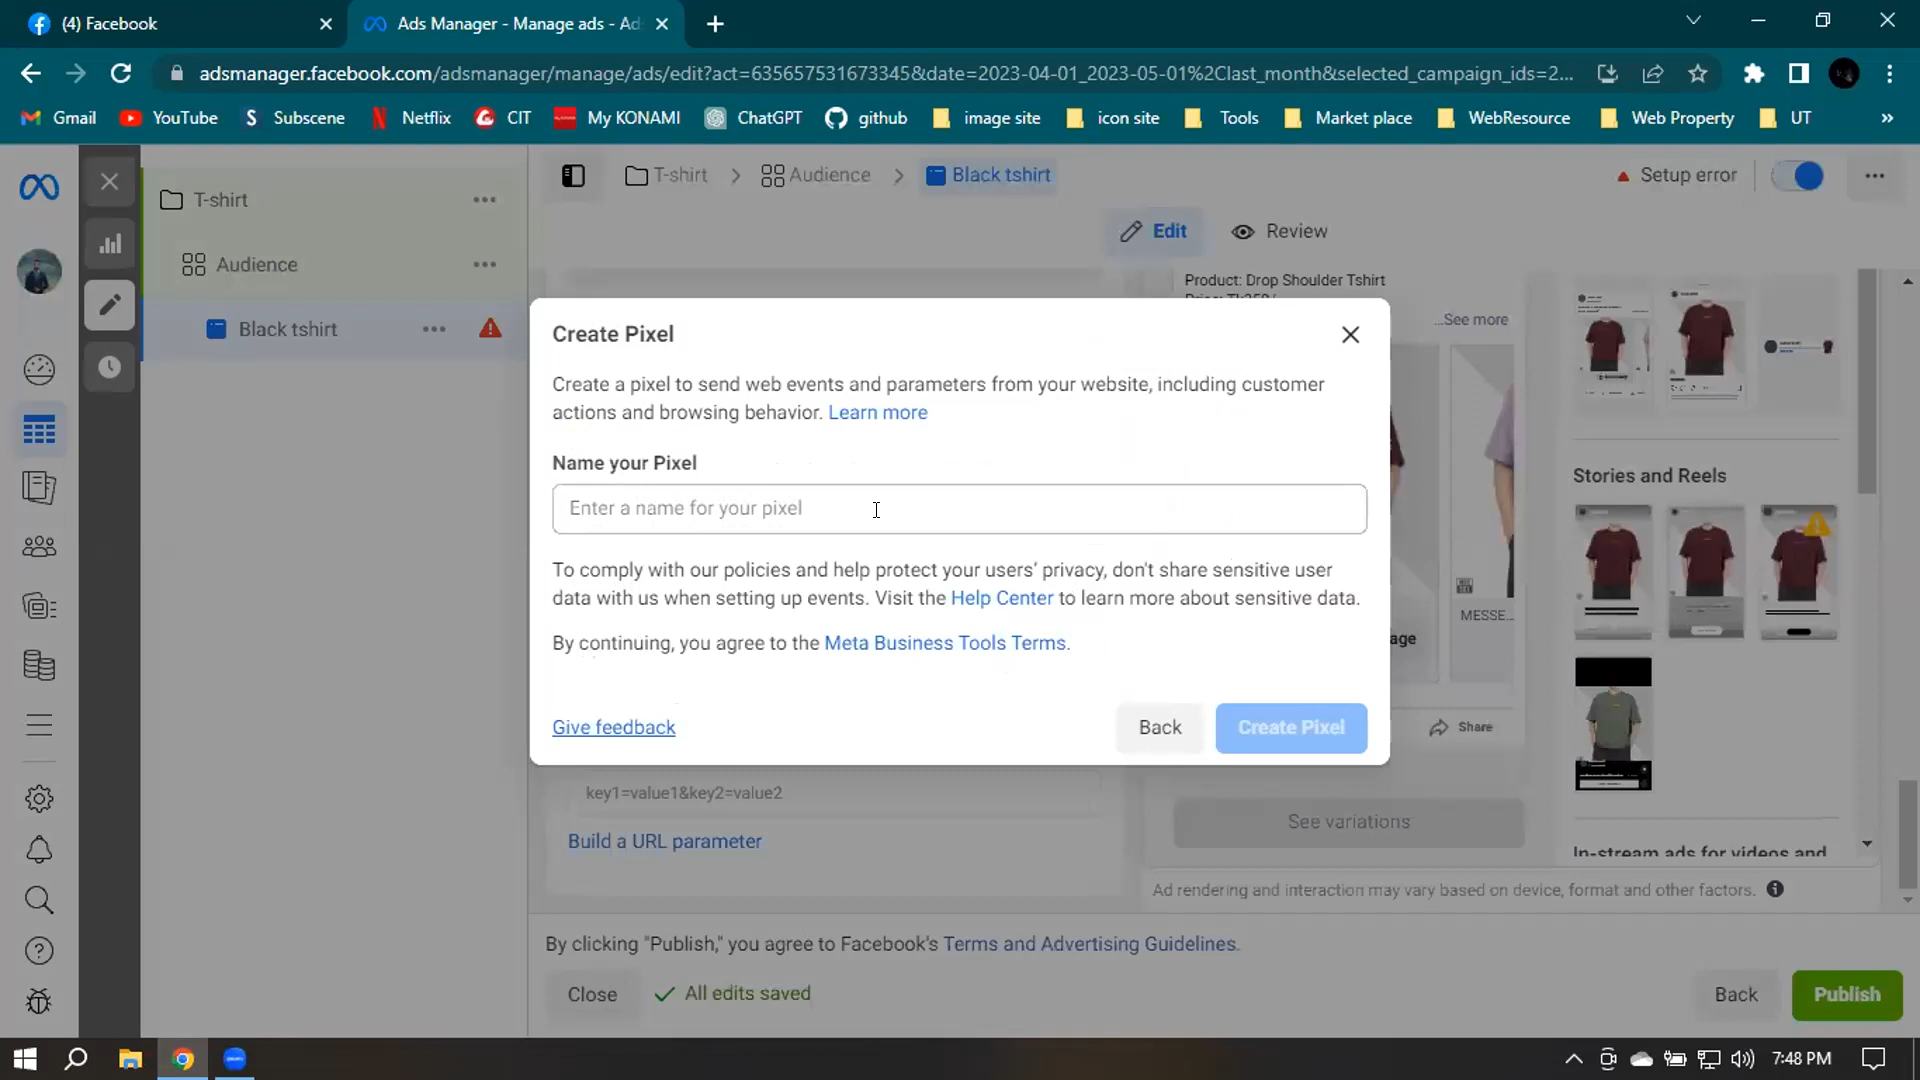 (4) Facebook
Ads Manager - Manage ads - Ad
adsmanager.facebook.com/adsmanager/manage/ads/edit?act=635657531673345&date=2023-04-01_2023-05-01%2Clast_month&selected_campaign_ids=2...
Gmail YouTube Subscene Netflix CIT My KONAMI ChatGPT github image site icon site Tools Market place WebResource Web Property UT »
T-shirt
Audience
Black tshirt
T-shirt > Audience > Black tshirt
Setup error
Edit
Review
Product: Drop Shoulder Tshirt
...See more
Create Pixel
Create a pixel to send web events and parameters from your website, including customer
actions and browsing behavior. Learn more
Name your Pixel
Enter a name for your pixel
To comply with our policies and help protect your users' privacy, don't share sensitive user
data with us when setting up events. Visit the Help Center to learn more about sensitive data.
By continuing, you agree to the Meta Business Tools Terms.
Give feedback
Back
Create Pixel
MESSE...
age
Share
Stories and Reels
key1=value1&key2=value2
Build a URL parameter
See variations
In-stream ads for videos and
Ad rendering and interaction may vary based on device, format and other factors.
By clicking "Publish," you agree to Facebook's Terms and Advertising Guidelines.
Close
All edits saved
Back
Publish
7:48 PM